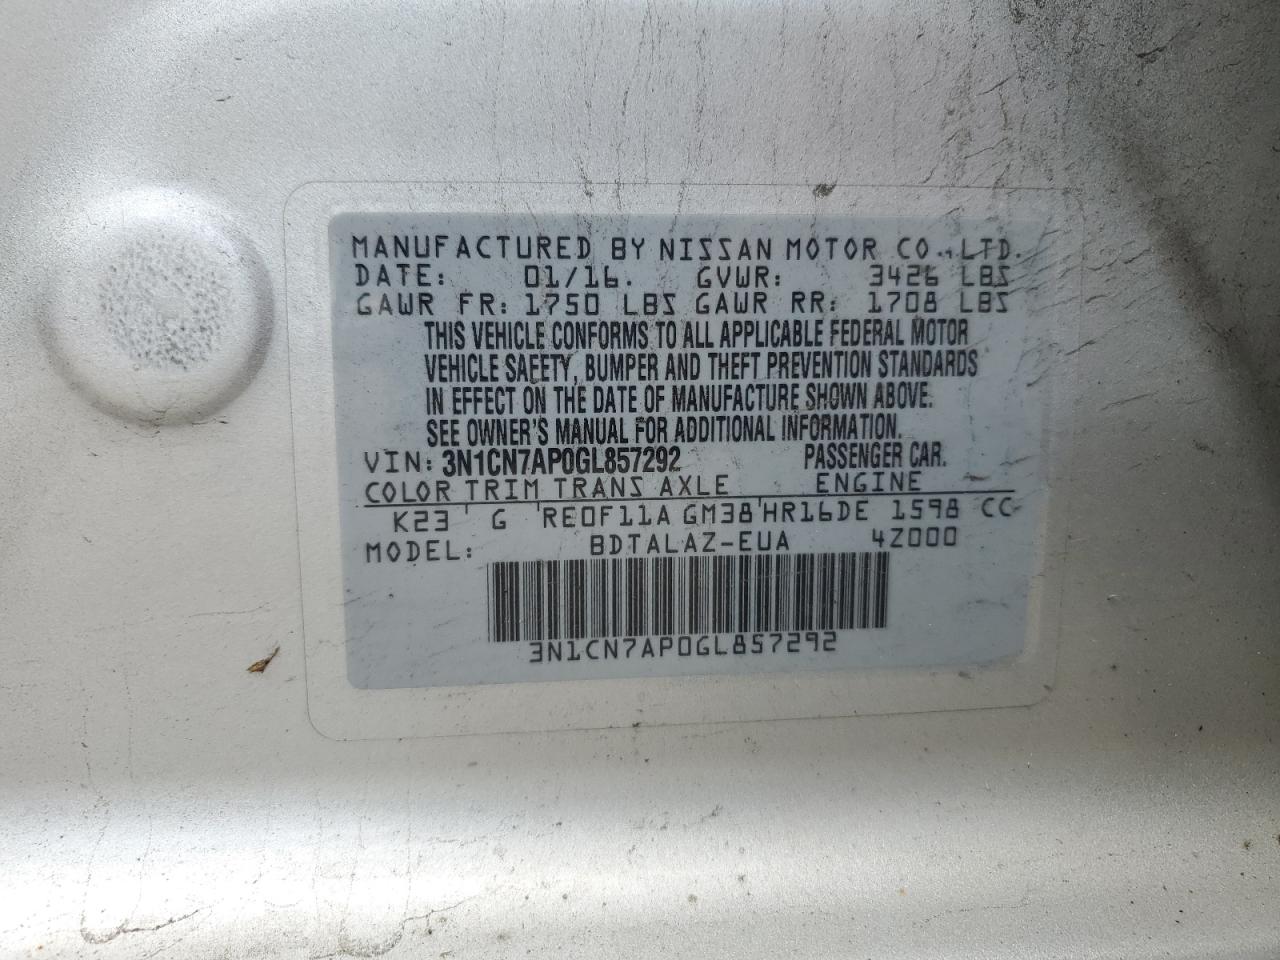 MANUFACTURED BY NISSAN MOTOR CO., LTD.
DATE: 01/16. GVWR: 3426 LBS
GAWR FR: 1750 LBS GAWR RR: 1708 LBS
THIS VEHICLE CONFORMS TO ALL APPLICABLE FEDERAL MOTOR
VEHICLE SAFETY, BUMPER AND THEFT PREVENTION STANDARDS
IN EFFECT ON THE DATE OF MANUFACTURE SHOWN ABOVE.
SEE OWNER'S MANUAL FOR ADDITIONAL INFORMATION.
VIN: 3N1CN7AP0GL857292 PASSENGER CAR.
COLOR TRIM TRANS AXLE ENGINE
K23 G RE0F11A GM38 HR16DE 1598 CC
MODEL: BDTALAZ-EUA 4Z000
3N1CN7AP0GL857292